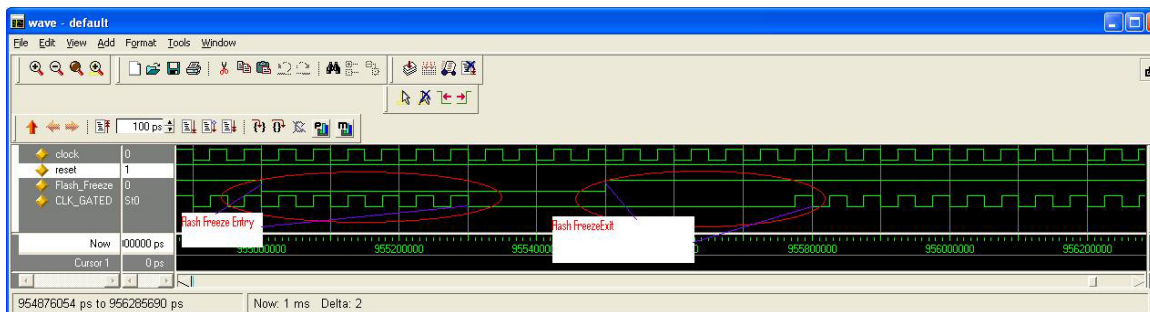 wave - default
File Edit View Add Format Tools Window
100 ps
clock 0
reset 1
Flash_Freeze 0
CLK_GATED St0
Flash Freeze Entry
Flash FreezeExit
Now 00000 ps
955200000 955800000 956000000 956200000
Cursor 1 0 ps
954876054 ps to 956285690 ps Now: 1 ms Delta: 2